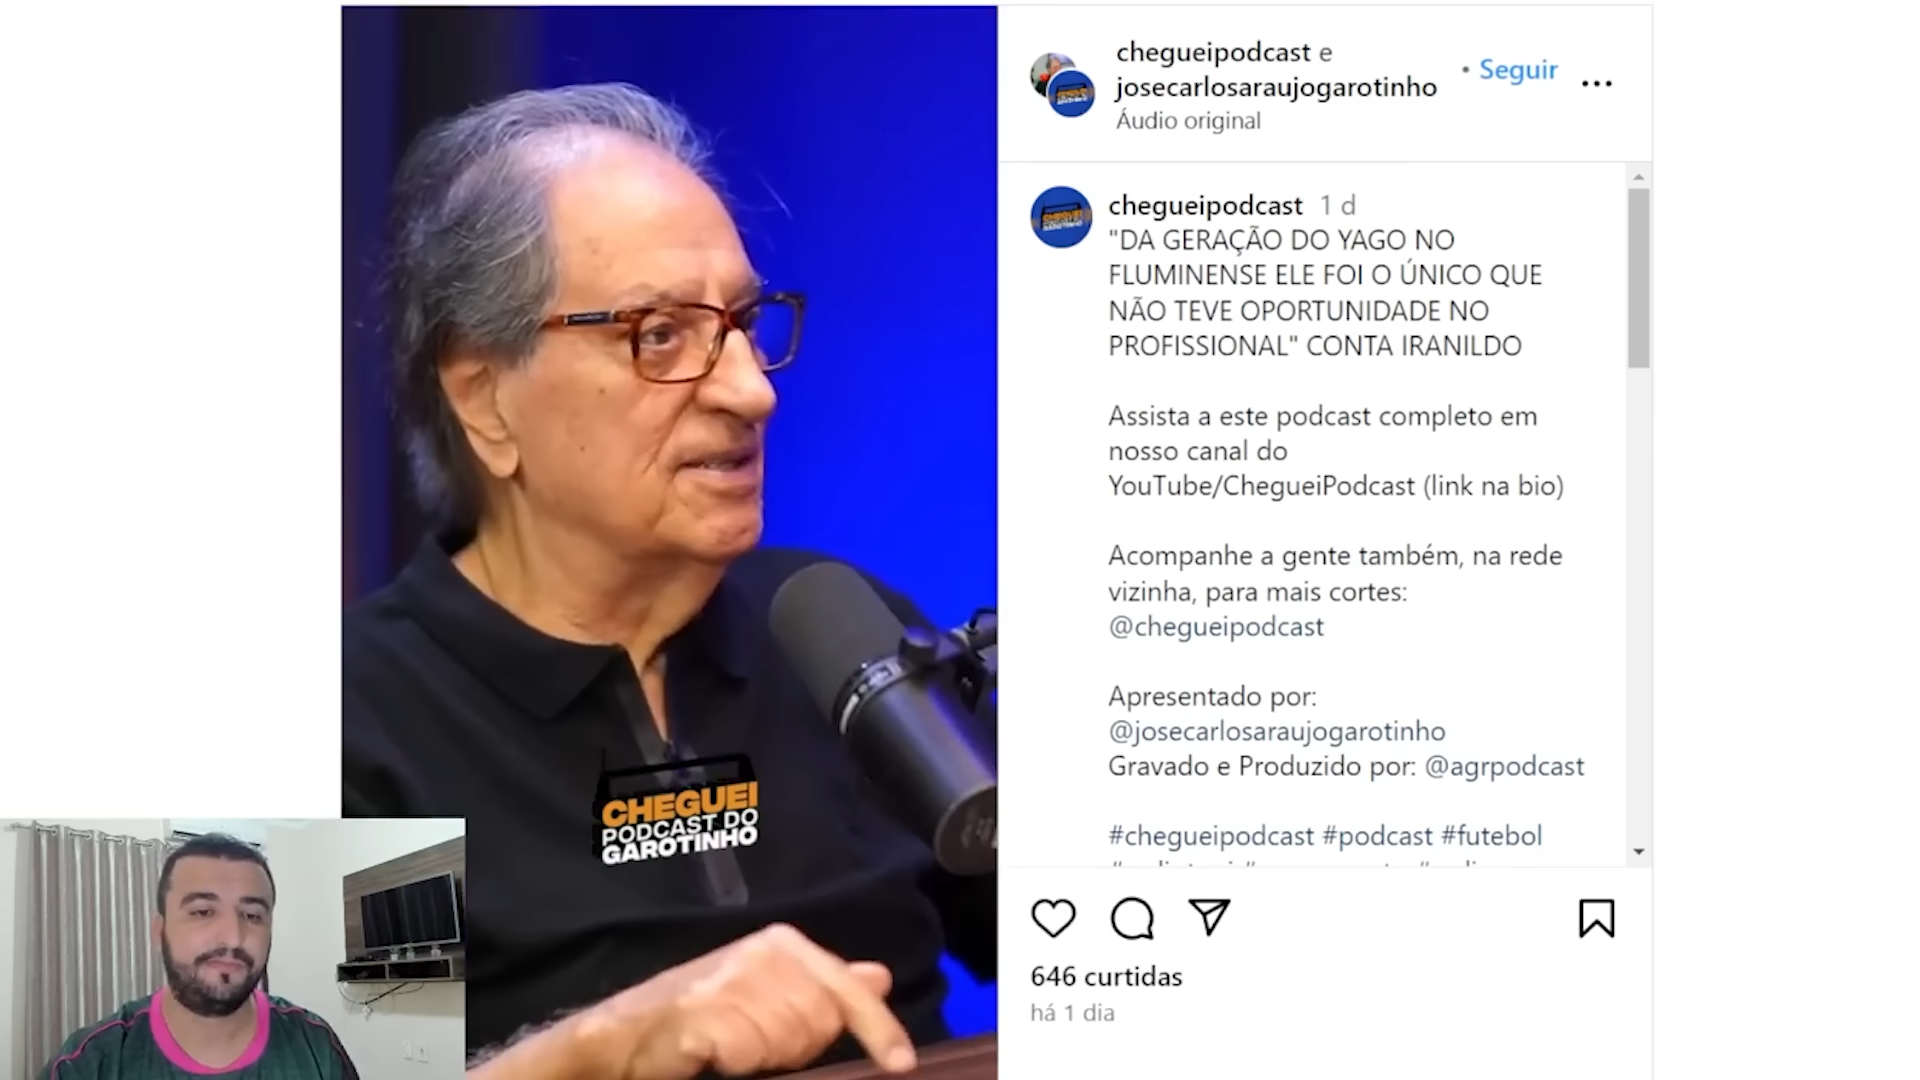 chegueipodcast e
josecarlosaraujogarotinho
• Seguir
Áudio original
chegueipodcast 1 d
"DA GERAÇÃO DO YAGO NO
FLUMINENSE ELE FOI O ÚNICO QUE
NÃO TEVE OPORTUNIDADE NO
PROFISSIONAL" CONTA IRANILDO
Assista a este podcast completo em
nosso canal do
YouTube/ChegueiPodcast (link na bio)
Acompanhe a gente também, na rede
vizinha, para mais cortes:
@chegueipodcast
Apresentado por:
@josecarlosaraujogarotinho
Gravado e Produzido por: @agrpodcast
#chegueipodcast #podcast #futebol
646 curtidas
há 1 dia
CHEGUEI
PODCAST DO
GAROTINHO